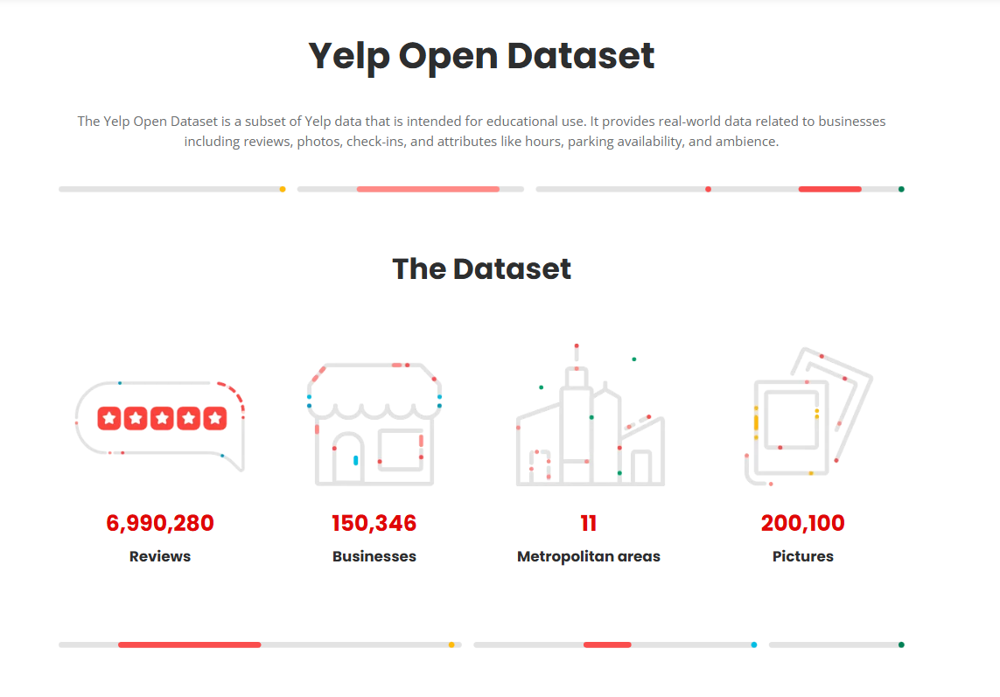 Yelp Open Dataset
The Yelp Open Dataset is a subset of Yelp data that is intended for educational use. It provides real-world data related to businesses
including reviews, photos, check-ins, and attributes like hours, parking availability, and ambience.
The Dataset
6,990,280
Reviews
150,346
Businesses
11
Metropolitan areas
200,100
Pictures